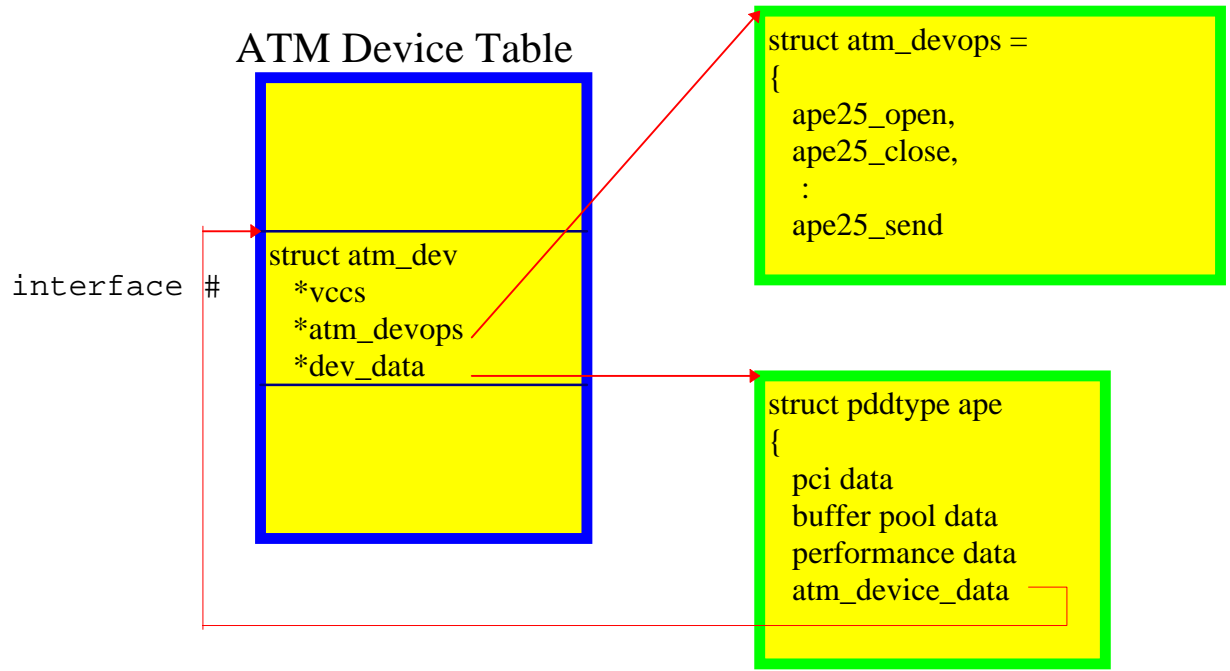 ATM Device Table
interface #
struct atm_dev
*vccs
*atm_devops
*dev_data
struct atm_devops =
{
ape25_open,
ape25_close,
:
ape25_send
struct pddtype ape
{
pci data
buffer pool data
performance data
atm_device_data